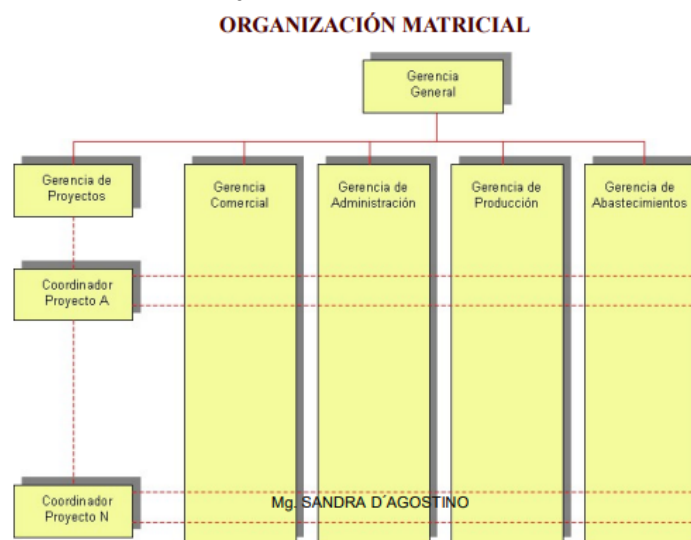 ORGANIZACIÓN MATRICIAL
Gerencia
General
Gerencia de
Proyectos
Gerencia
Comercial
Gerencia de
Administración
Gerencia de
Producción
Gerencia de
Abastecimientos
Coordinador
Proyecto A
Coordinador
Proyecto N
Mg. SANDRA D´AGOSTINO